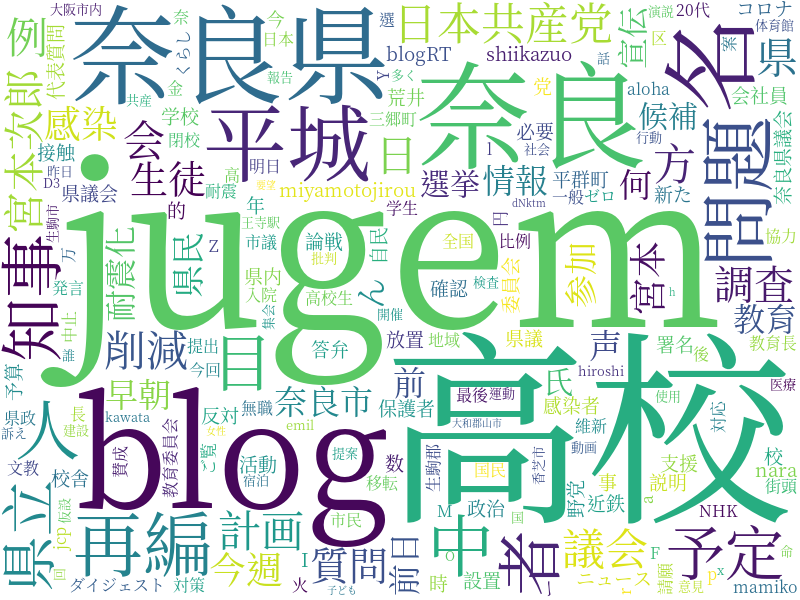 大阪市内
奈
今
日本
奈良県
日本共産党
宣伝
選
演説
20代
コロナ
体育館
例
代表質問
くらし
報告
blogRT
shiikazuo
区
案
名
県
宮本次郎
金
共産
奈良
Y
多く
党
話
感染
学校
閉校
平城
荒井
三郷町
l
必要
社会
aloha
候補
行動
会社員
問題
奈良県議会
接触
昨日
D3
会
日
方
県議会
生徒
高
明日
耐震
要望
miyamotojirou
選挙
情報
平群町
一般
ゼロ
dNktm
何
新た
生駒市
知事
万
発言
中止
誰
的
年
王寺駅
市議
学生
円
全国
比例
協力
耐震化
県民
Z
論戦
批判
自民
jugem
参加
宮本
調査
県内
入院
高校生
ん
確認
委員会
検査
h
開催
集会
教育
予算
削減
目
提出
今回
答弁
放置
地域
県議
声
署名
後
教育長
hiroshi
早朝
奈良市
前
氏
高校
最後
運動
医療
長
建設
県政
訴え
kawata
人
無職
反対
保護者
感染者
維新
使用
対応
blog
emil
大和郡山市
動画
文教
校舎
賛成
教育委員会
ご覧
女性
活動
宿泊
提案
数
移転
生駒郡
国民
香芝市
事
支援
校
nara
街頭
県立
jcp
仮設
再編
計画
市民
M
政治
野党
近鉄
説明
a
中
者
予定
国
o
NHK
議会
回
ダイジェスト
対策
今週
火
I
質問
子ども
前日
時
設置
F
ニュース
r
請願
意見
p
x
命
mamiko